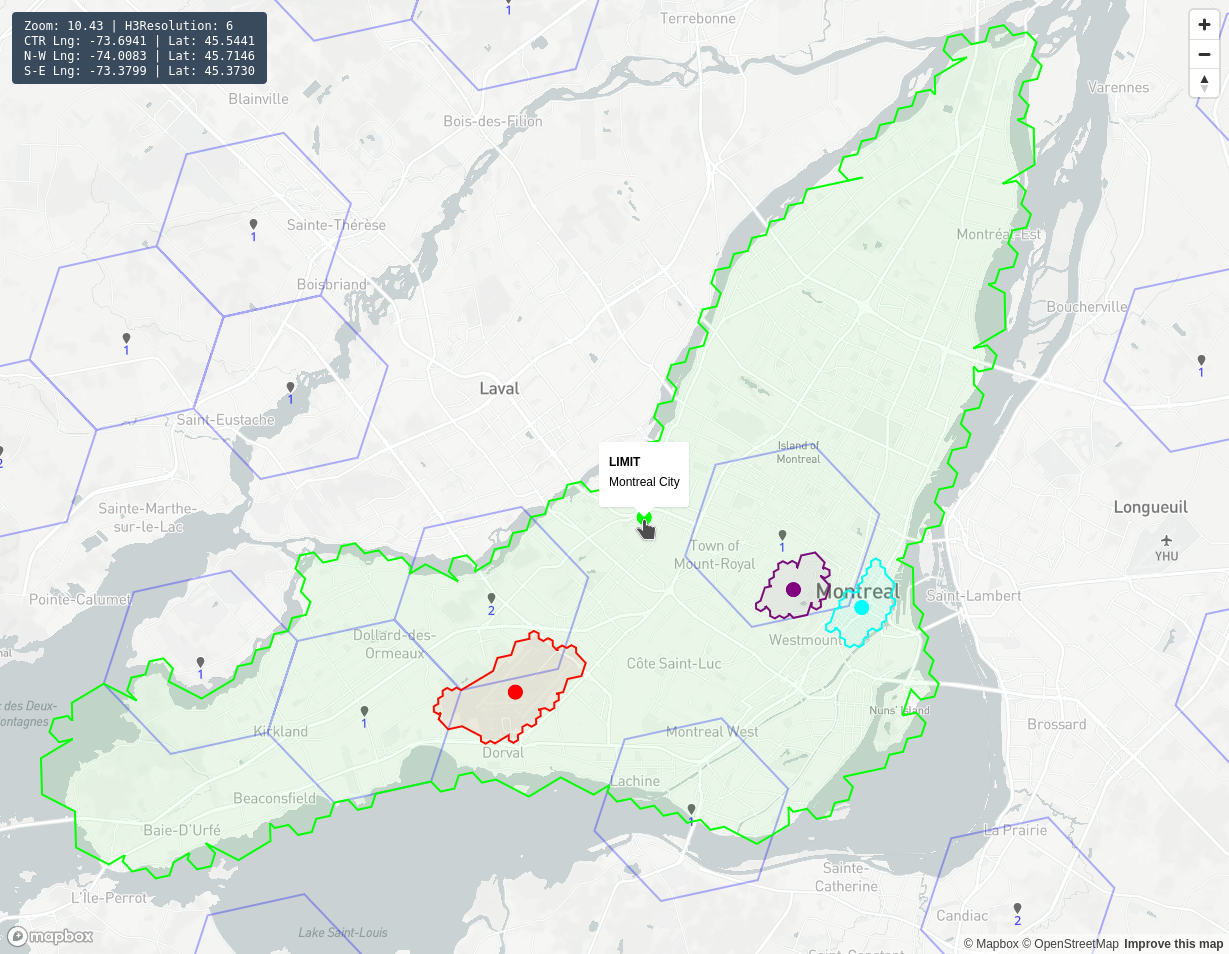 Zoom: 10.43 | H3Resolution: 6
CTR Lng: -73.6941 | Lat: 45.5441
N-W Lng: -74.0083 | Lat: 45.7146
S-E Lng: -73.3799 | Lat: 45.3730
1
Terrebonne
Varennes
Blainville
Bois-des-Filion
Sainte-Thérèse
1
Montréal-Est
Boisbriand
Boucherville
1
1
Laval
1
Saint-Eustache
Island of
Montreal
2
LIMIT
Montreal City
Sainte-Marthe-
sur-le-Lac
Longueuil
1
Town of
Mount-Royal
YHU
Montreal
Pointe-Calumet
2
Saint-Lambert
Dollard-des-
Ormeaux
Westmount
Côte Saint-Luc
1
des Deux-
ontagnes
1
Nuns' Island
Kirkland
Montreal West
Brossard
Dorval
Lachine
Beaconsfield
1
Baie-D'Urfé
La Prairie
Sainte-
Catherine
L'Île-Perrot
Candiac
2
Lake Saint-Louis
mapbox
© Mapbox © OpenStreetMap Improve this map